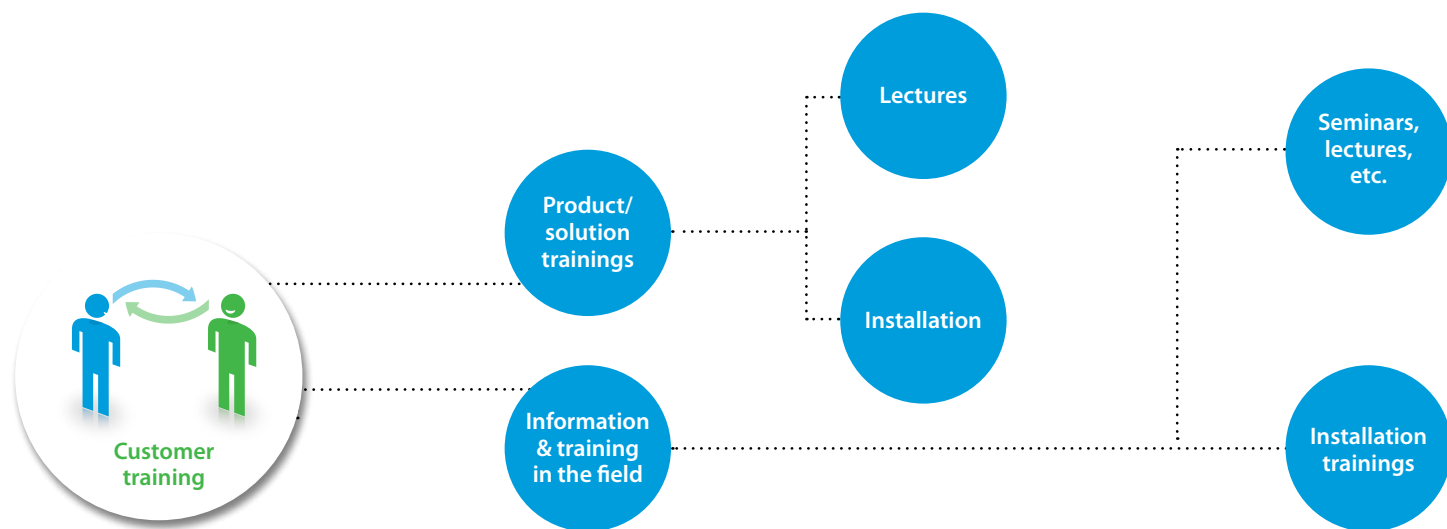 Lectures
Seminars,
lectures,
etc.
Product/
solution
trainings
Installation
Customer
training
Information
& training
in the field
Installation
trainings